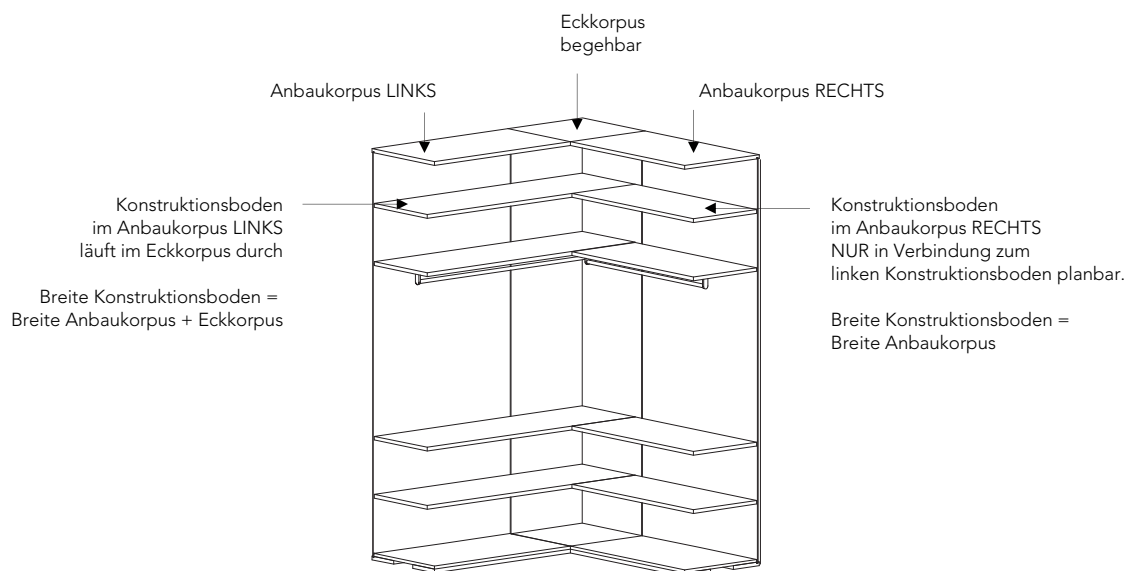 Eckkorpus
begehbar
Anbaukorpus LINKS
Anbaukorpus RECHTS
Konstruktionsboden
im Anbaukorpus LINKS
läuft im Eckkorpus durch
Breite Konstruktionsboden =
Breite Anbaukorpus + Eckkorpus
Konstruktionsboden
im Anbaukorpus RECHTS
NUR in Verbindung zum
linken Konstruktionsboden planbar.
Breite Konstruktionsboden =
Breite Anbaukorpus